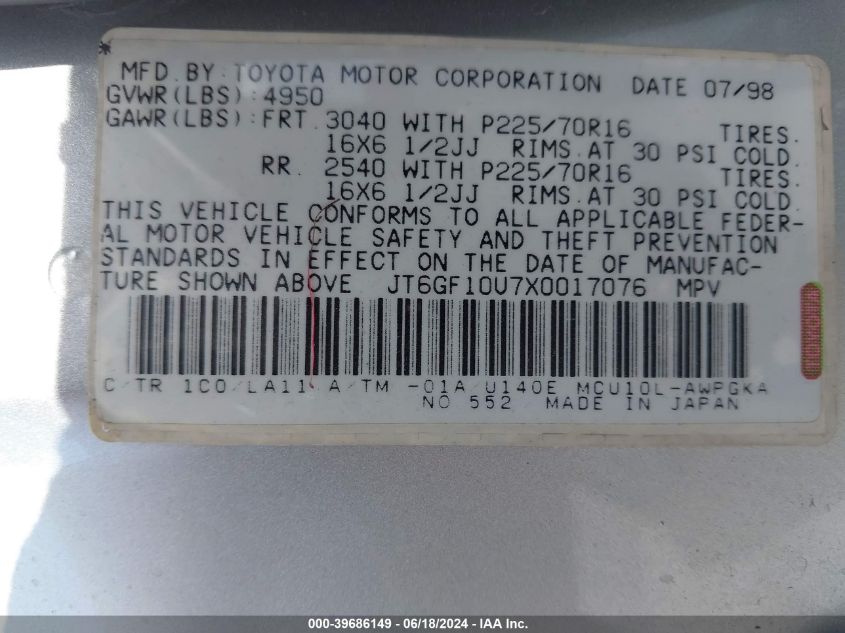 MFD. BY: TOYOTA MOTOR CORPORATION DATE 07/98
GVWR(LBS):4950
GAWR(LBS):FRT. 3040 WITH P225/70R16 TIRES.
16X6 1/2JJ RIMS. AT 30 PSI COLD.
RR. 2540 WITH P225/70R16 TIRES.
16X6 1/2JJ RIMS. AT 30 PSI COLD.
THIS VEHICLE CONFORMS TO ALL APPLICABLE FEDER-
AL MOTOR VEHICLE SAFETY AND THEFT PREVENTION
STANDARDS IN EFFECT ON THE DATE OF MANUFAC-
TURE SHOWN ABOVE JT6GF10U7X0017076 MPV
C/TR 1C0/LA11 A/TM -01A/U140E MCU10L-AWPGKA
NO 552 MADE IN JAPAN
000-39686149 - 06/18/2024 - IAA Inc.